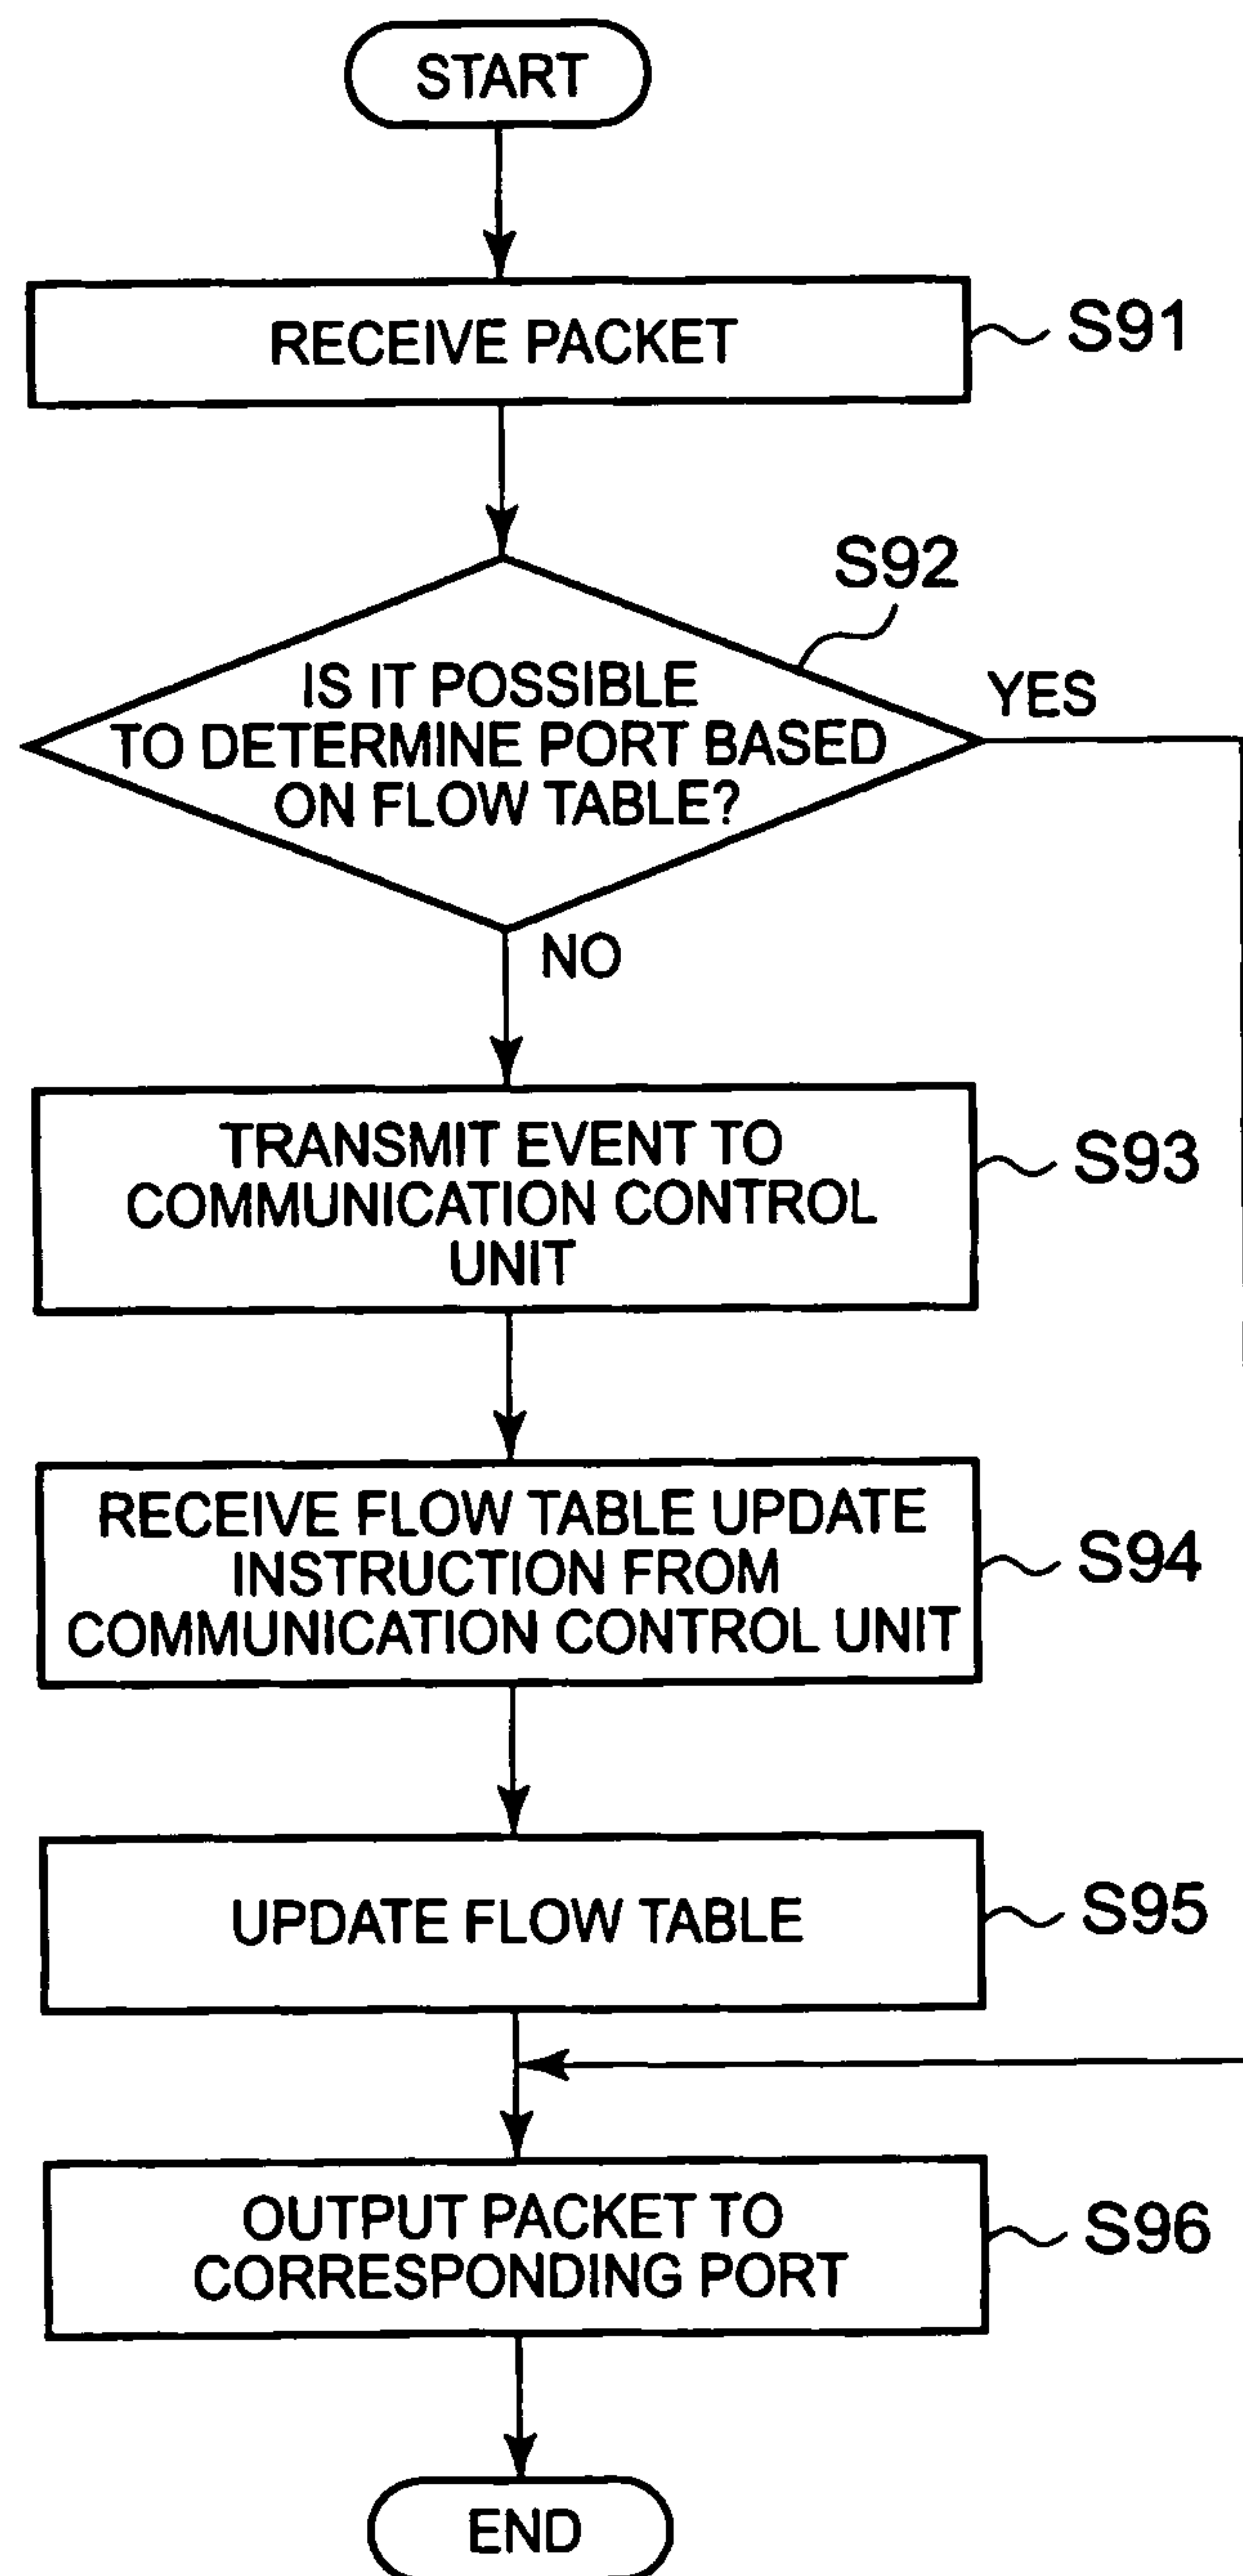 START
RECEIVE PACKET
S91
S92
IS IT POSSIBLE
TO DETERMINE PORT BASED
ON FLOW TABLE?
YES
NO
TRANSMIT EVENT TO
COMMUNICATION CONTROL
UNIT
S93
RECEIVE FLOW TABLE UPDATE
INSTRUCTION FROM
COMMUNICATION CONTROL UNIT
S94
UPDATE FLOW TABLE
S95
OUTPUT PACKET TO
CORRESPONDING PORT
S96
END